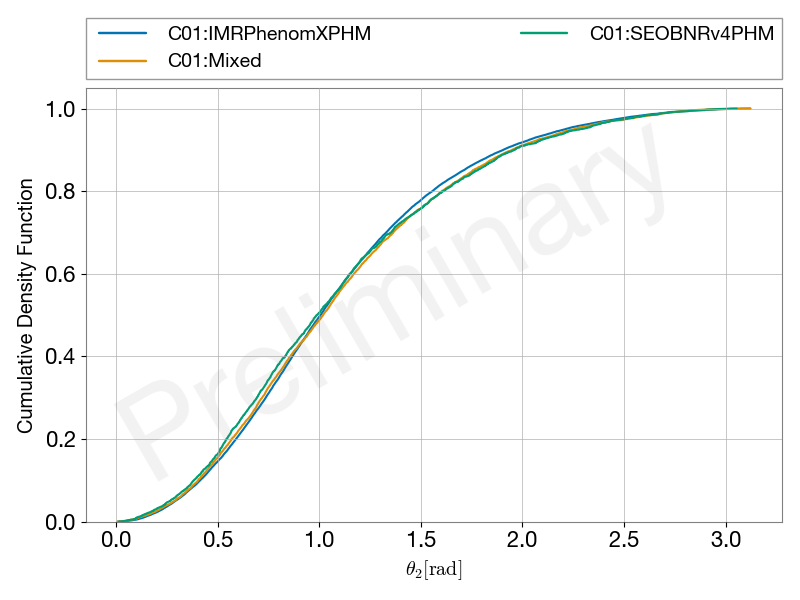 C01:IMRPhenomXPHM
C01:Mixed
C01:SEOBNRv4PHM
Preliminary
Cumulative Density Function
1.0
0.8
0.6
0.4
0.2
0.0
0.0 0.5 1.0 1.5 2.0 2.5 3.0
θ₂[rad]